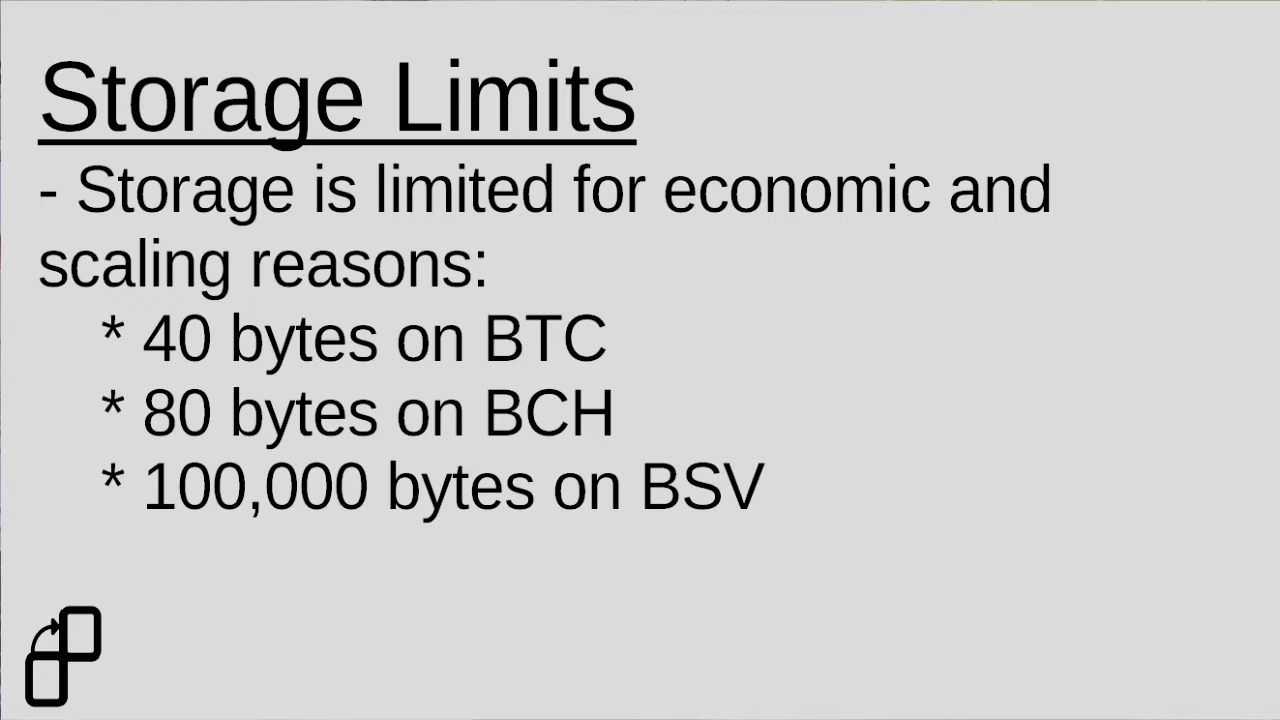 Storage Limits
- Storage is limited for economic and
scaling reasons:
* 40 bytes on BTC
* 80 bytes on BCH
* 100,000 bytes on BSV